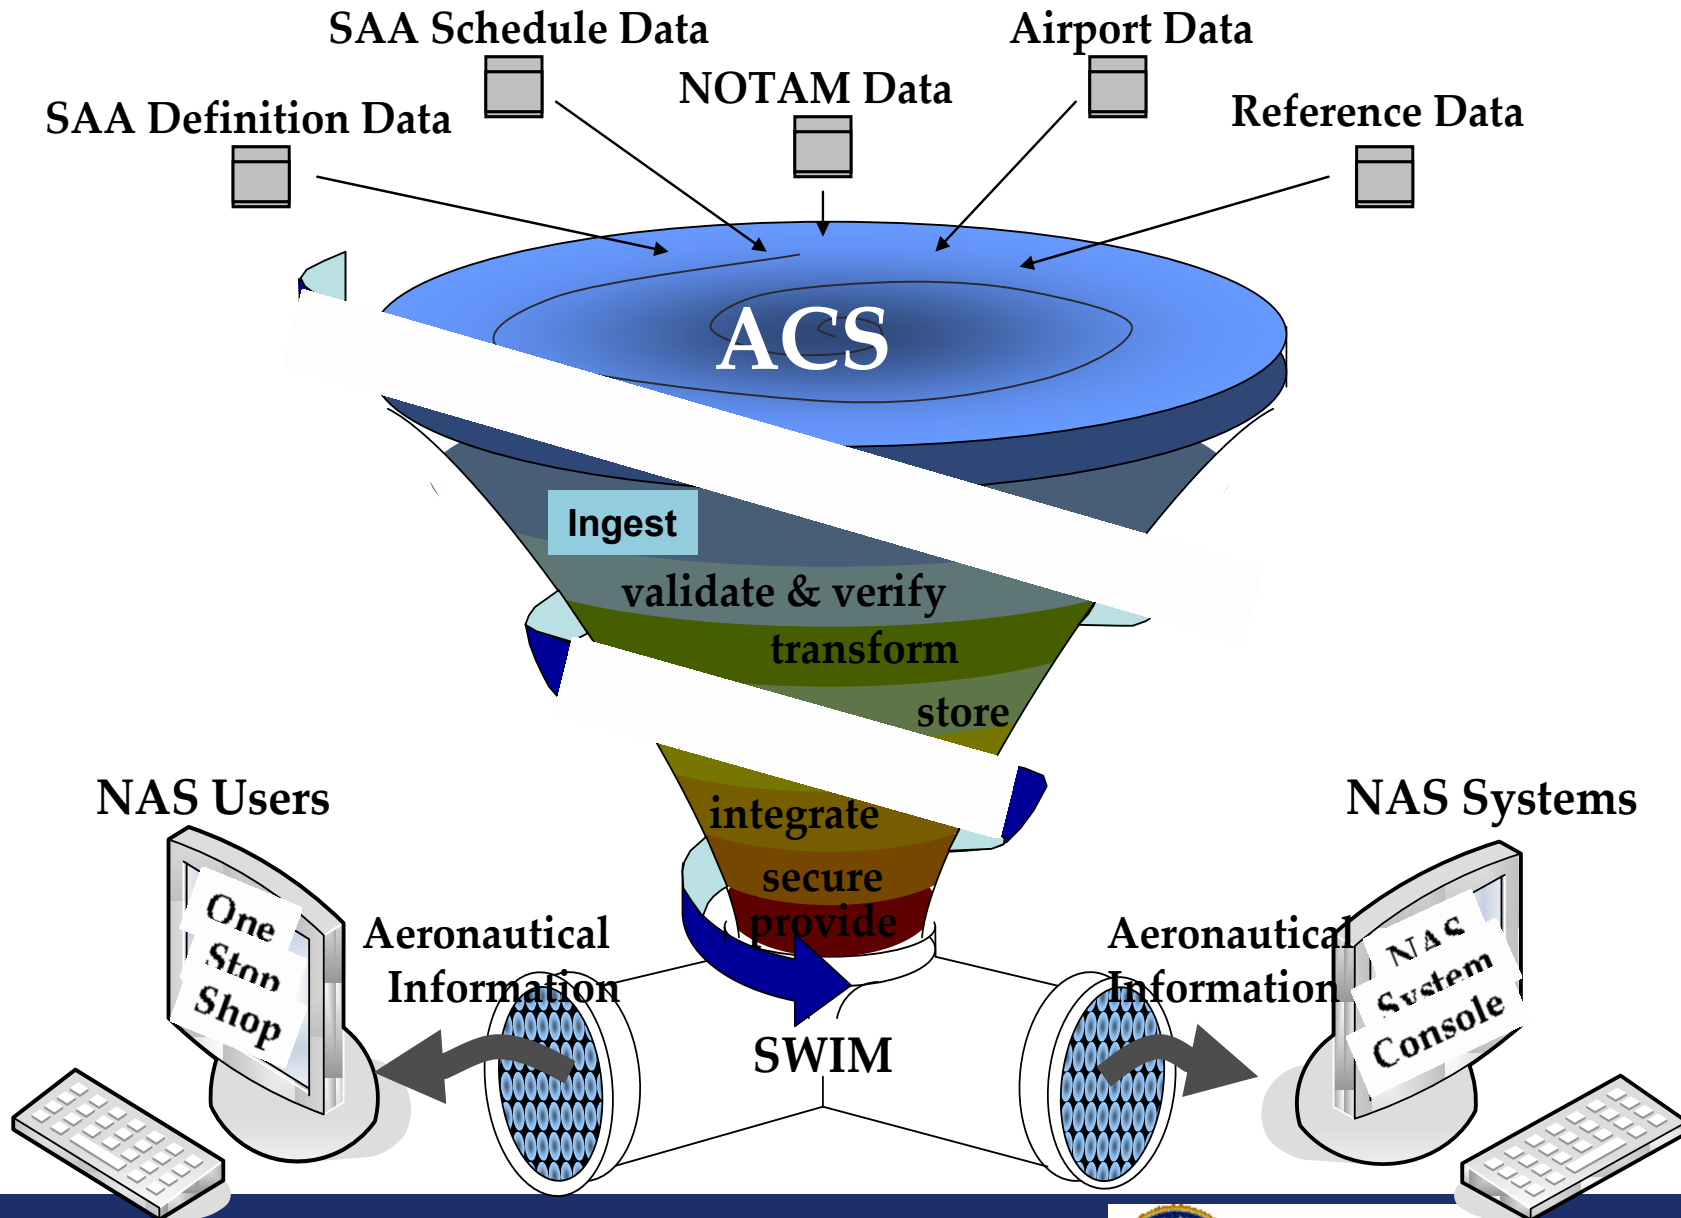 SAA Schedule Data
Airport Data
NOTAM Data
SAA Definition Data
Reference Data
ACS
Ingest
validate & verify
transform
store
integrate
secure
provide
NAS Users
NAS Systems
One
Stop
Shop
Aeronautical
Information
Aeronautical
Information
NAS
System
Console
SWIM